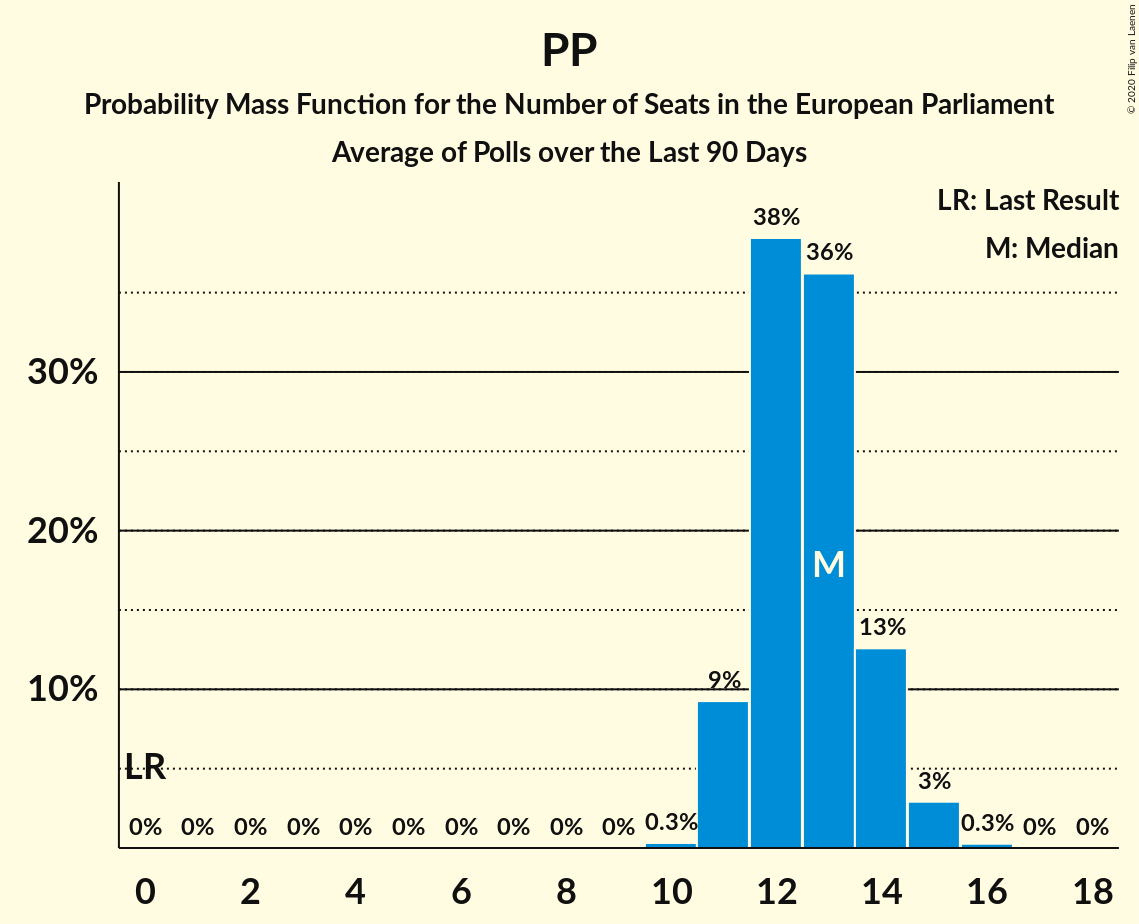 © 2020 Filip van Laenen
PP
Probability Mass Function for the Number of Seats in the European Parliament
Average of Polls over the Last 90 Days
LR: Last Result
M: Median
38%
36%
30%
20%
M
13%
10%
9%
LR
3%
0% 0% 0% 0% 0% 0% 0% 0% 0% 0% 0.3% 0.3% 0% 0%
0 2 4 6 8 10 12 14 16 18